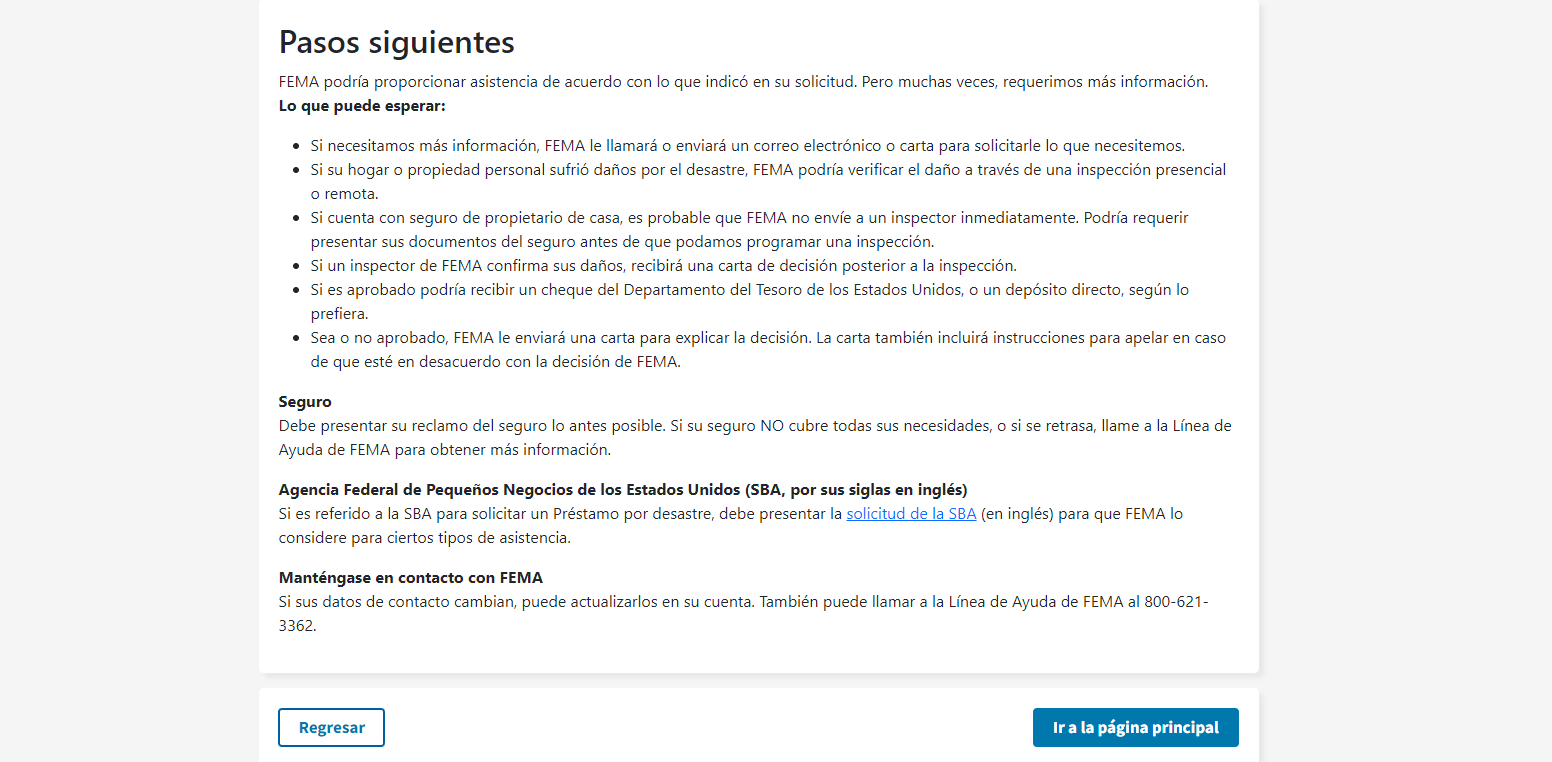 Pasos siguientes
FEMA podría proporcionar asistencia de acuerdo con lo que indicó en su solicitud. Pero muchas veces, requerimos más información.
Lo que puede esperar:
Si necesitamos más información, FEMA le llamará o enviará un correo electrónico o carta para solicitarle lo que necesitemos.
Si su hogar o propiedad personal sufrió daños por el desastre, FEMA podría verificar el daño a través de una inspección presencial
o remota.
Si cuenta con seguro de propietario de casa, es probable que FEMA no envíe a un inspector inmediatamente. Podría requerir
presentar sus documentos del seguro antes de que podamos programar una inspección.
Si un inspector de FEMA confirma sus daños, recibirá una carta de decisión posterior a la inspección.
Si es aprobado podría recibir un cheque del Departamento del Tesoro de los Estados Unidos, o un depósito directo, según lo
prefiera.
Sea o no aprobado, FEMA le enviará una carta para explicar la decisión. La carta también incluirá instrucciones para apelar en caso
de que esté en desacuerdo con la decisión de FEMA.
Seguro
Debe presentar su reclamo del seguro lo antes posible. Si su seguro NO cubre todas sus necesidades, o si se retrasa, llame a la Línea de
Ayuda de FEMA para obtener más información.
Agencia Federal de Pequeños Negocios de los Estados Unidos (SBA, por sus siglas en inglés)
Si es referido a la SBA para solicitar un Préstamo por desastre, debe presentar la solicitud de la SBA (en inglés) para que FEMA lo
considere para ciertos tipos de asistencia.
Manténgase en contacto con FEMA
Si sus datos de contacto cambian, puede actualizarlos en su cuenta. También puede llamar a la Línea de Ayuda de FEMA al 800-621-
3362.
Regresar
Ir a la página principal